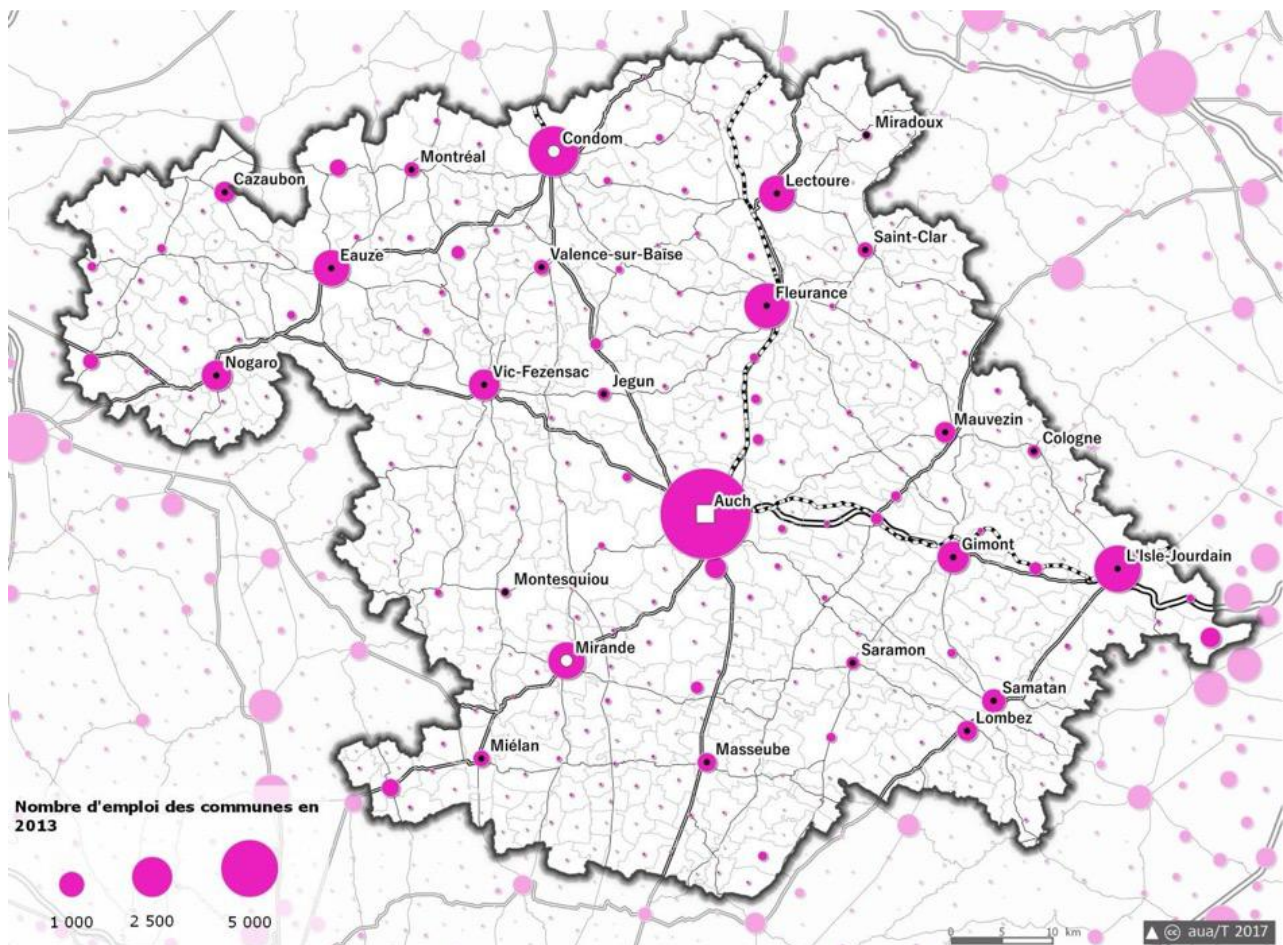 Miradoux
Condom
Montréal
Cazaubon
Lectoure
Saint-Clar
Eauze
Valence-sur-Baïse
Fleurance
Nogaro
Vic-Fezensac
Jegun
Mauvezin
Cologne
Auch
Gimont
L'Isle-Jourdain
Montesquiou
Mirande
Saramon
Samatan
Lombez
Miélan
Masseube
Nombre d'emploi des communes en
2013
1 000
2 500
5 000
0 5 10 km
cc aua/T 2017